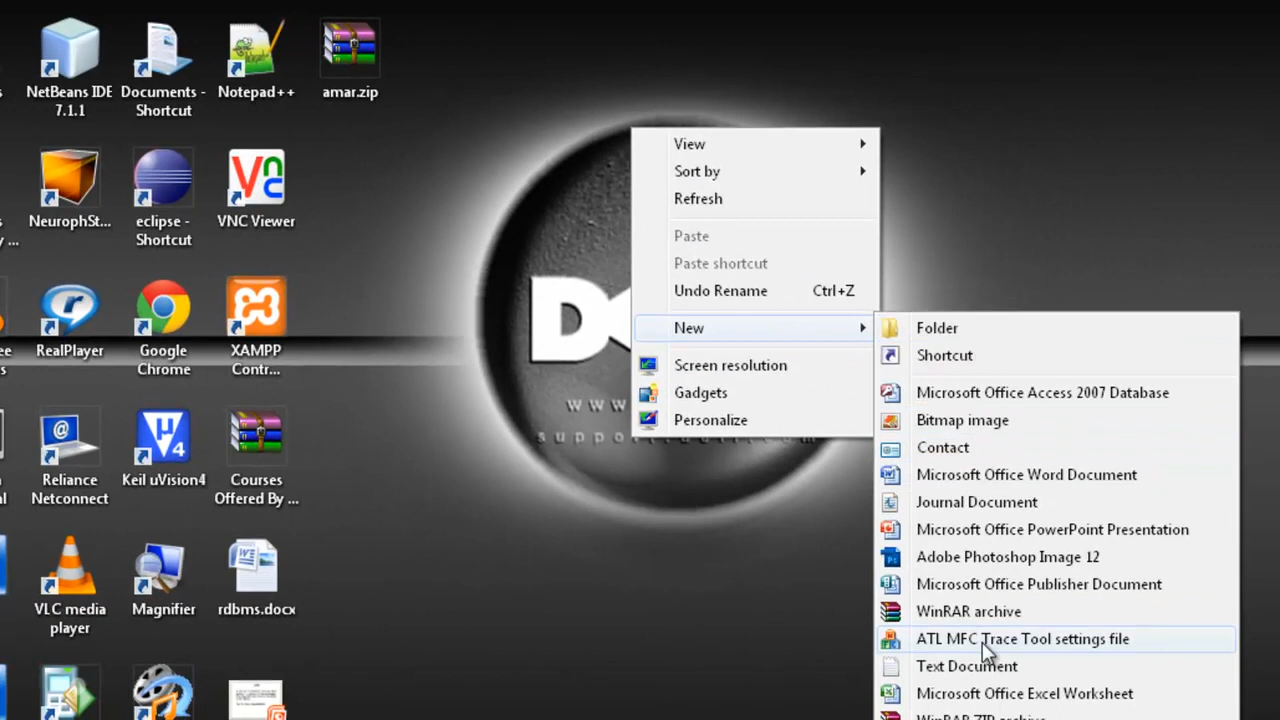 NetBeans IDE
7.1.1
Documents -
Shortcut
Notepad++
amar.zip
NeurophSt...
eclipse -
Shortcut
VNC Viewer
RealPlayer
Google
Chrome
XAMPP
Contr...
Reliance
Netconnect
Keil uVision4
Courses
Offered By ...
VLC media
player
Magnifier
rdbms.docx
View
Sort by
Refresh
Paste
Paste shortcut
Undo Rename Ctrl+Z
New
Screen resolution
Gadgets
Personalize
Folder
Shortcut
Microsoft Office Access 2007 Database
Bitmap image
Contact
Microsoft Office Word Document
Journal Document
Microsoft Office PowerPoint Presentation
Adobe Photoshop Image 12
Microsoft Office Publisher Document
WinRAR archive
ATL MFC Trace Tool settings file
Text Document
Microsoft Office Excel Worksheet
WinRAR ZIP archive